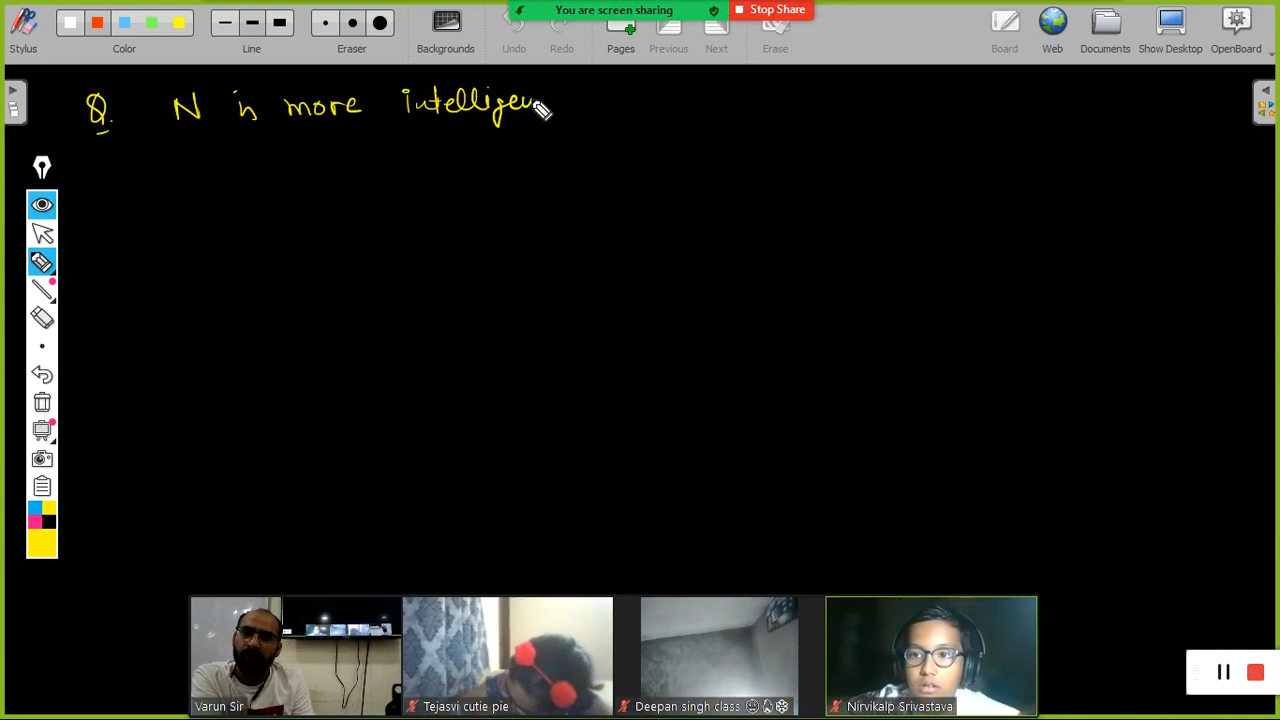 You are screen sharing
Stop Share
Stylus
Color
Line
Eraser
Backgrounds
Undo
Redo
Pages
Previous
Next
Erase
Board
Web
Documents
Show Desktop
OpenBoard
Q. N is more intelligen
Varun Sir
Tejasvi cutie pie
Deepan singh class
Nirvikalp Srivastava